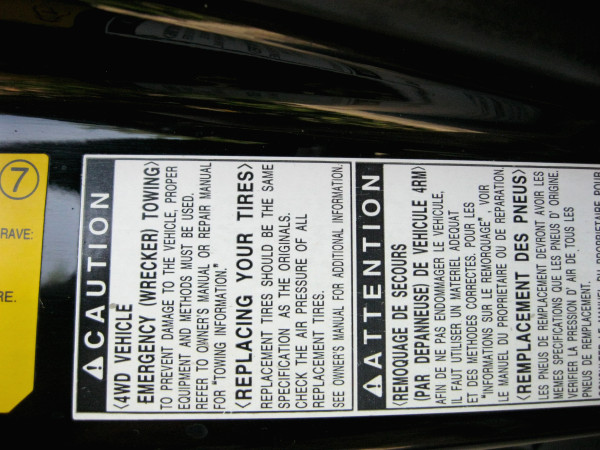 7
RAVE:
RE.
⚠CAUTION
<4WD VEHICLE
EMERGENCY (WRECKER) TOWING>
TO PREVENT DAMAGE TO THE VEHICLE, PROPER
EQUIPMENT AND METHODS MUST BE USED.
REFER TO OWNER'S MANUAL OR REPAIR MANUAL
FOR "TOWING INFORMATION."
<REPLACING YOUR TIRES>
REPLACEMENT TIRES SHOULD BE THE SAME
SPECIFICATION AS THE ORIGINALS.
CHECK THE AIR PRESSURE OF ALL
REPLACEMENT TIRES.
SEE OWNER'S MANUAL FOR ADDITIONAL INFORMATION.
⚠ATTENTION
<REMOQUAGE DE SECOURS
(PAR DEPANNEUSE) DE VEHICULE 4RM>
AFIN DE NE PAS ENDOMMAGER LE VEHICULE,
IL FAUT UTILISER UN MATERIEL ADEQUAT
ET DES METHODES CORRECTES. POUR LES
"INFORMATIONS SUR LE REMORQUAGE", VOIR
LE MANUEL DU PROPRIETAIRE OU DE REPARATION.
<REMPLACEMENT DES PNEUS>
LES PNEUS DE REMPLACEMENT DEVRONT AVOIR LES
MEMES SPECIFICATIONS QUE LES PNEUS D'ORIGINE.
VERIFIER LA PRESSION D'AIR DE TOUS LES
PNEUS DE REMPLACEMENT.
LE MANUEL DU PROPRIETAIRE POUR